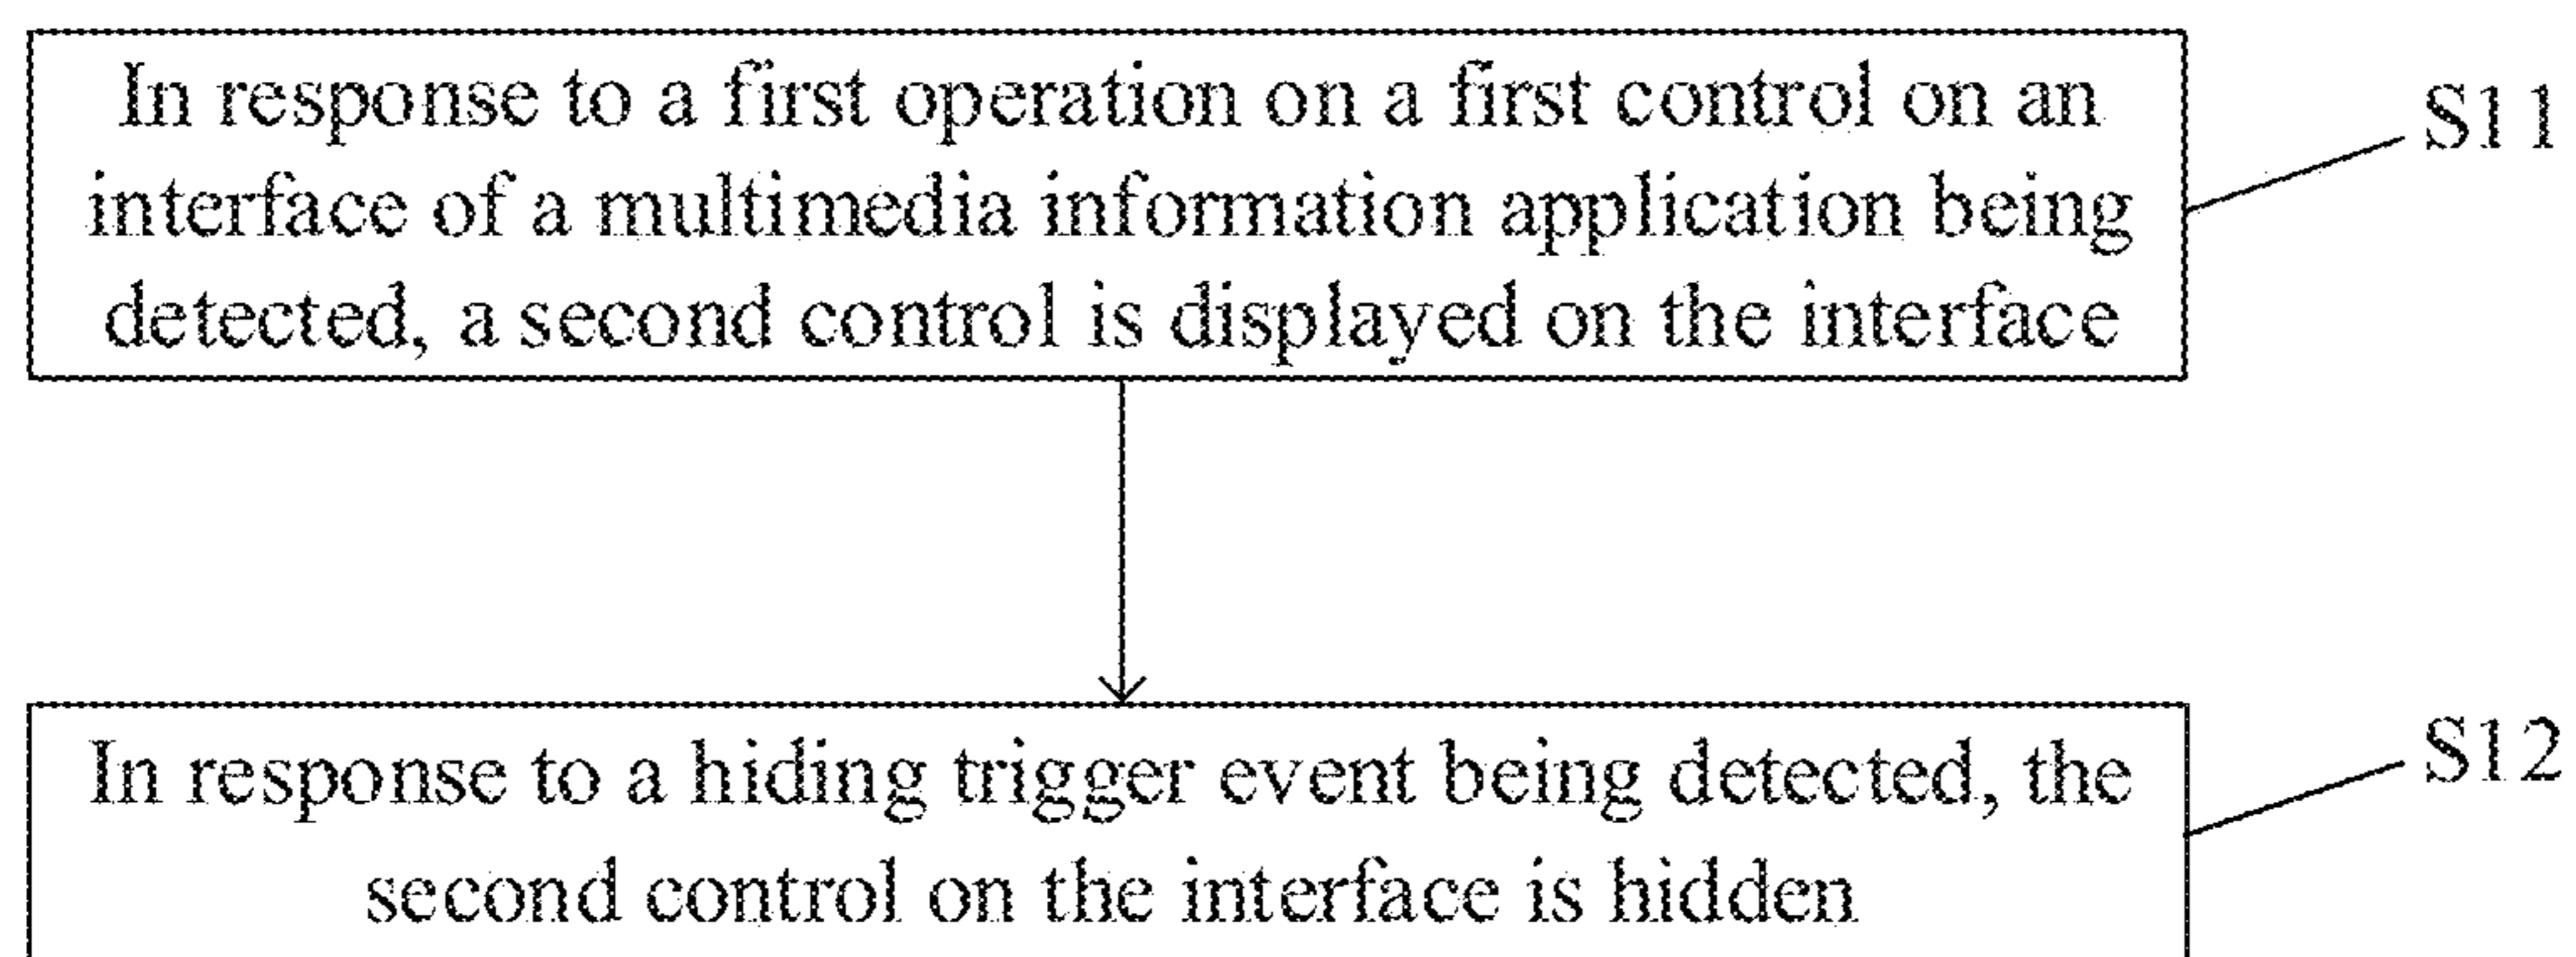 In response to a first operation on a first control on an
interface of a multimedia information application being
detected, a second control is displayed on the interface
S11
In response to a hiding trigger event being detected, the
second control on the interface is hidden
S12